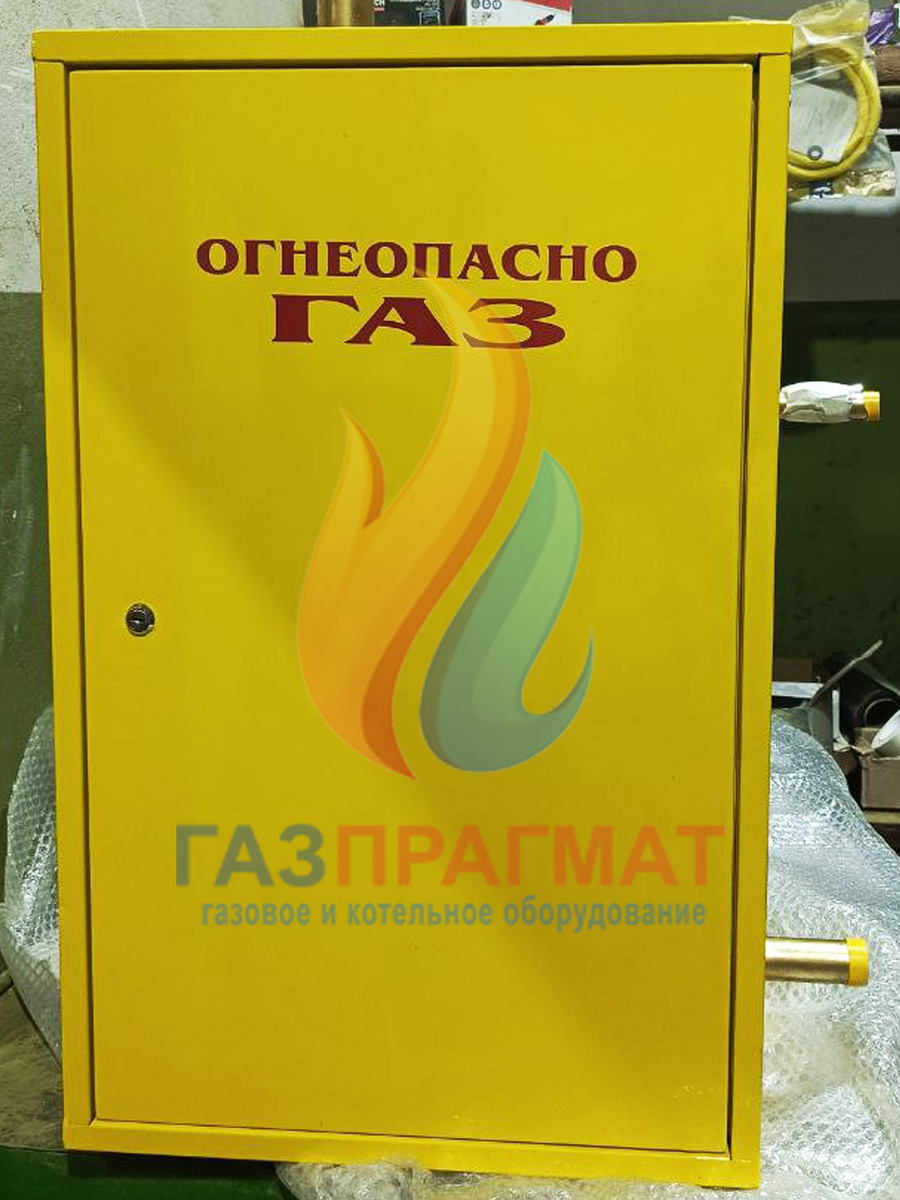 ОГНЕОПАСНО
ГАЗ
ГАЗПРАГМАТ
газовое и котельное оборудование